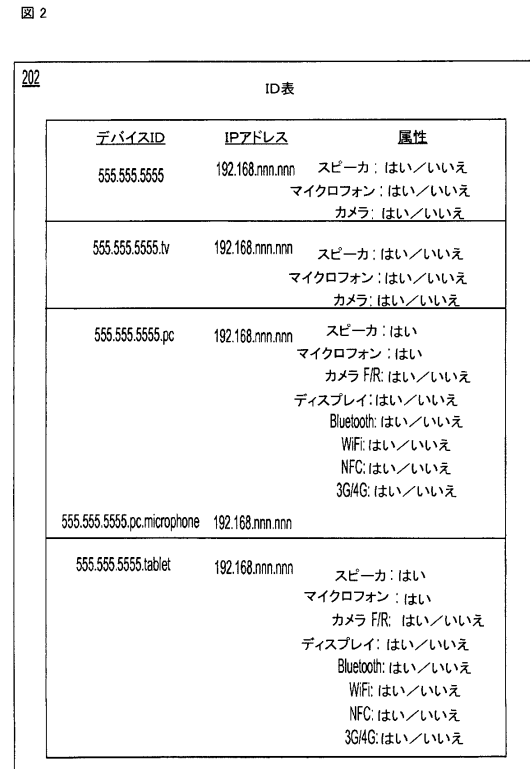 図 2
202
ID表
デバイスID IPアドレス 属性
555.555.5555 192.168.nnn.nnn スピーカ: はい/いいえ
マイクロフォン: はい/いいえ
カメラ: はい/いいえ
555.555.5555.tv 192.168.nnn.nnn スピーカ: はい/いいえ
マイクロフォン: はい/いいえ
カメラ: はい/いいえ
555.555.5555.pc 192.168.nnn.nnn スピーカ: はい
マイクロフォン: はい
カメラ F/R: はい/いいえ
ディスプレイ: はい/いいえ
Bluetooth: はい/いいえ
WiFi: はい/いいえ
NFC: はい/いいえ
3G/4G: はい/いいえ
555.555.5555.pc.microphone 192.168.nnn.nnn
555.555.5555.tablet 192.168.nnn.nnn スピーカ: はい
マイクロフォン: はい
カメラ F/R: はい/いいえ
ディスプレイ: はい/いいえ
Bluetooth: はい/いいえ
WiFi: はい/いいえ
NFC: はい/いいえ
3G/4G: はい/いいえ